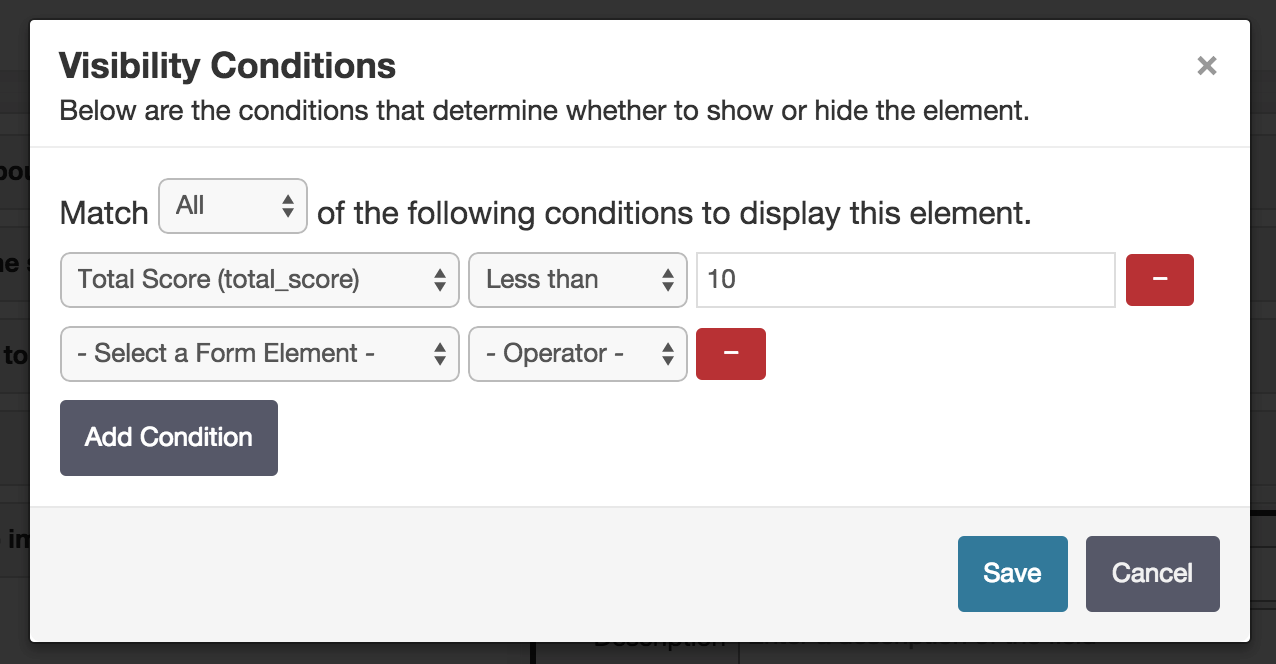 Visibility Conditions
×
Below are the conditions that determine whether to show or hide the element.
Match All of the following conditions to display this element.
Total Score (total_score) Less than 10 −
- Select a Form Element - - Operator - −
Add Condition
Save Cancel
to
Description